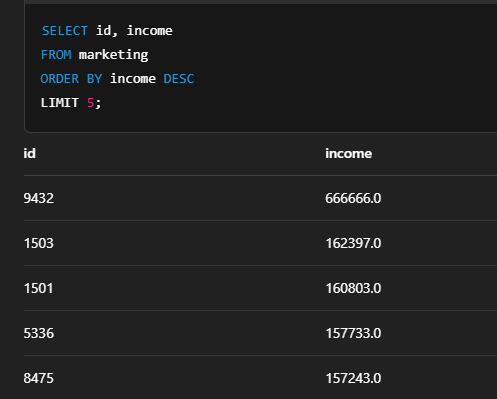 SELECT id, income
FROM marketing
ORDER BY income DESC
LIMIT 5;
id income
9432 666666.0
1503 162397.0
1501 160803.0
5336 157733.0
8475 157243.0